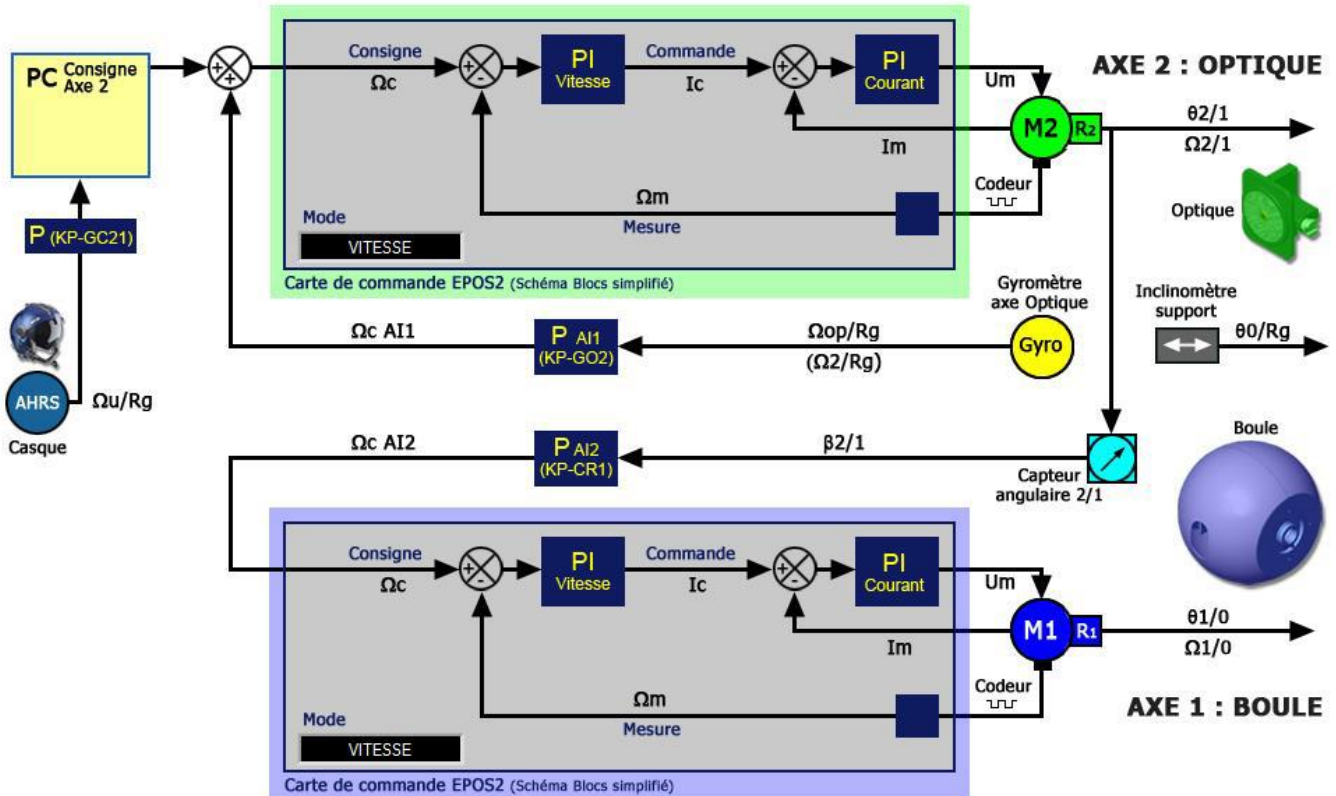 PC Consigne
Axe 2
P (KP-GC21)
AHRS
Casque
Ωu/Rg
+
+
Consigne
Ωc
+
-
PI
Vitesse
Commande
Ic
+
-
PI
Courant
Um
M2
R2
Im
Codeur
Ωm
Mesure
Mode
VITESSE
Carte de commande EPOS2 (Schéma Blocs simplifié)
AXE 2 : OPTIQUE
θ2/1
Ω2/1
Optique
Ωc AI1
P AI1
(KP-GO2)
Ωop/Rg
(Ω2/Rg)
Gyromètre
axe Optique
Gyro
Inclinomètre
support
θ0/Rg
Ωc AI2
P AI2
(KP-CR1)
β2/1
Capteur
angulaire 2/1
Boule
Consigne
Ωc
+
-
PI
Vitesse
Commande
Ic
+
-
PI
Courant
Um
M1
R1
Im
Codeur
Ωm
Mesure
Mode
VITESSE
Carte de commande EPOS2 (Schéma Blocs simplifié)
θ1/0
Ω1/0
AXE 1 : BOULE